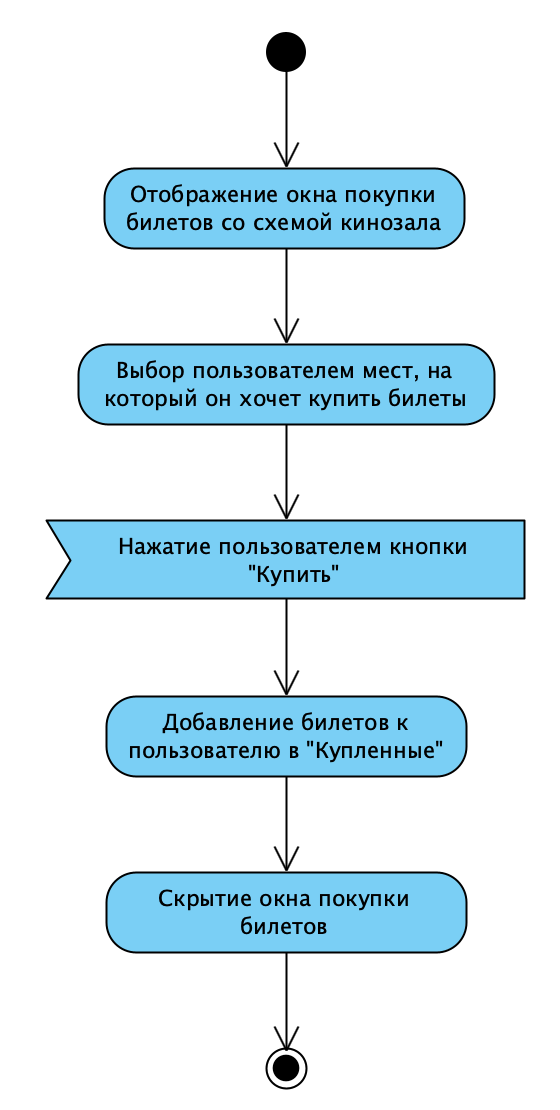 Отображение окна покупки
билетов со схемой кинозала
Выбор пользователем мест, на
который он хочет купить билеты
Нажатие пользователем кнопки
"Купить"
Добавление билетов к
пользователю в "Купленные"
Скрытие окна покупки
билетов